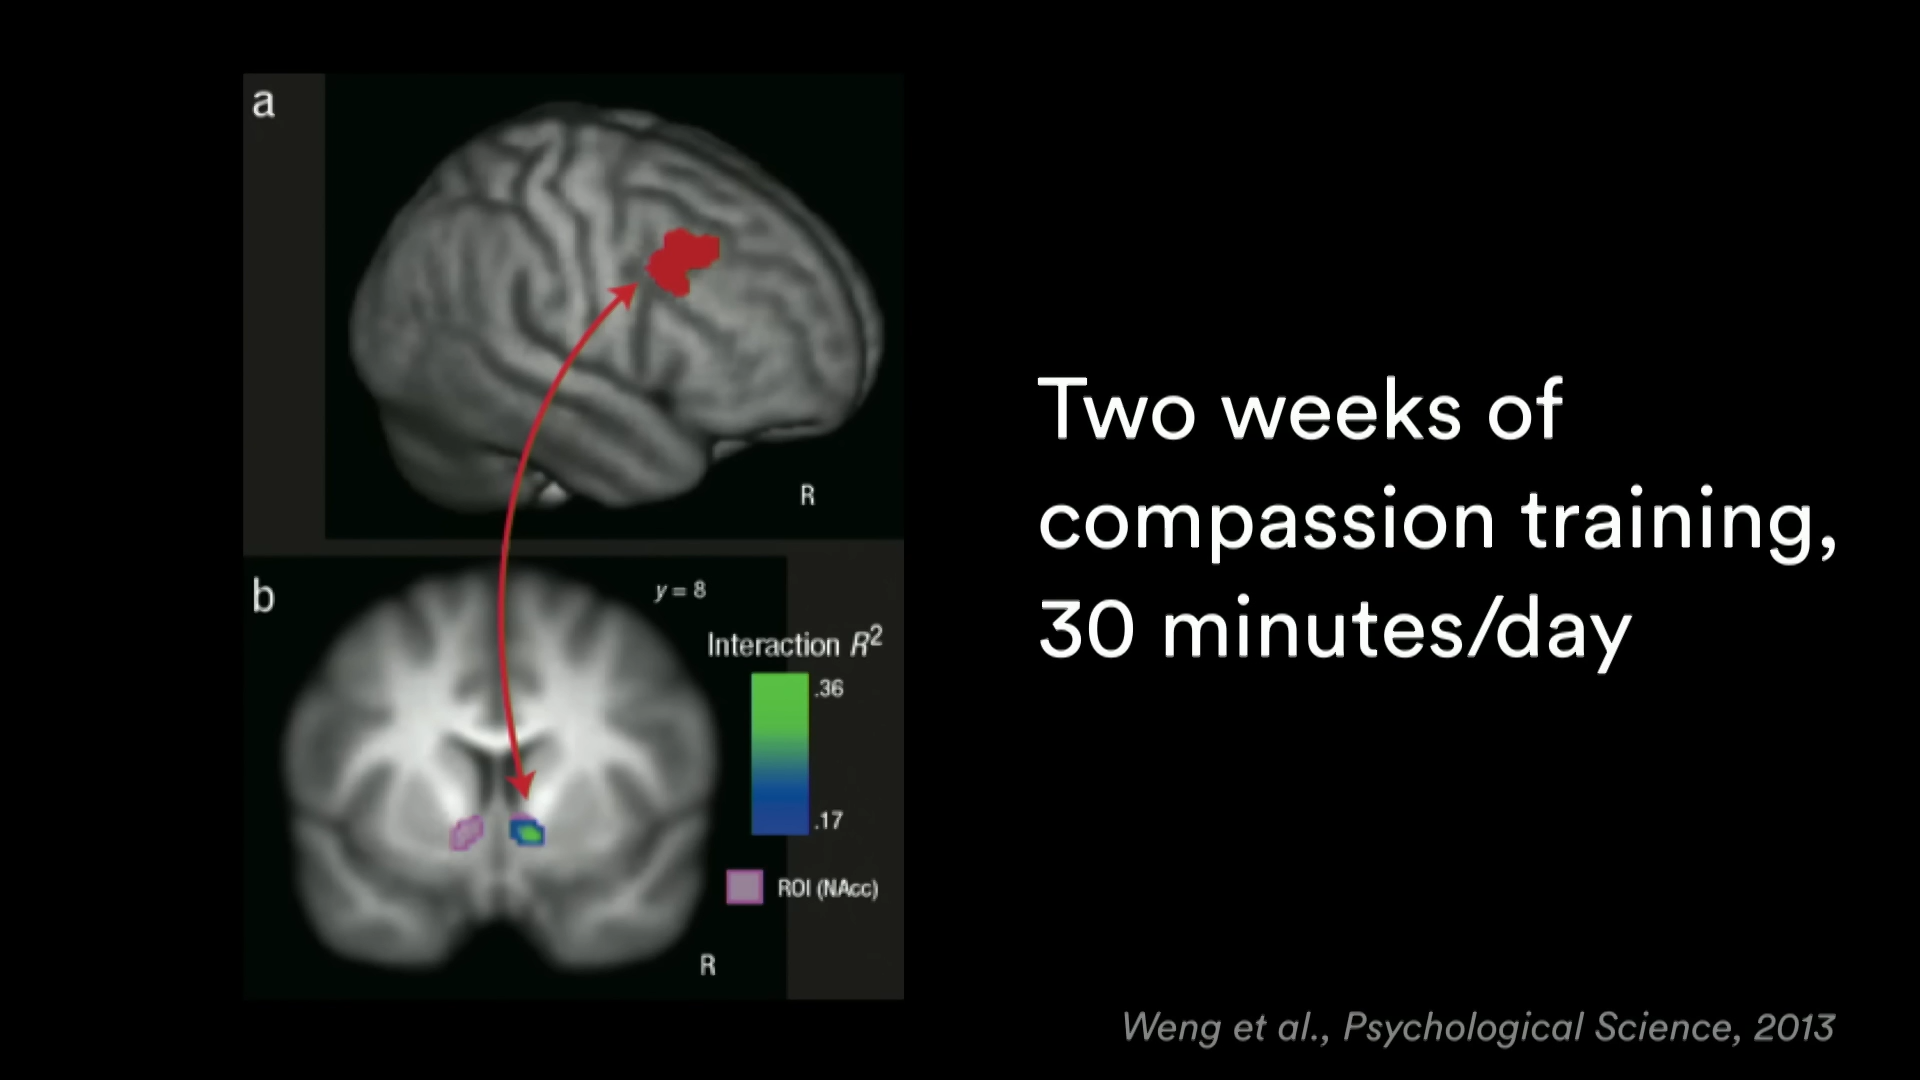 a
R
b
y = 8
Interaction R²
.36
.17
ROI (NAcc)
R
Two weeks of
compassion training,
30 minutes/day
Weng et al., Psychological Science, 2013